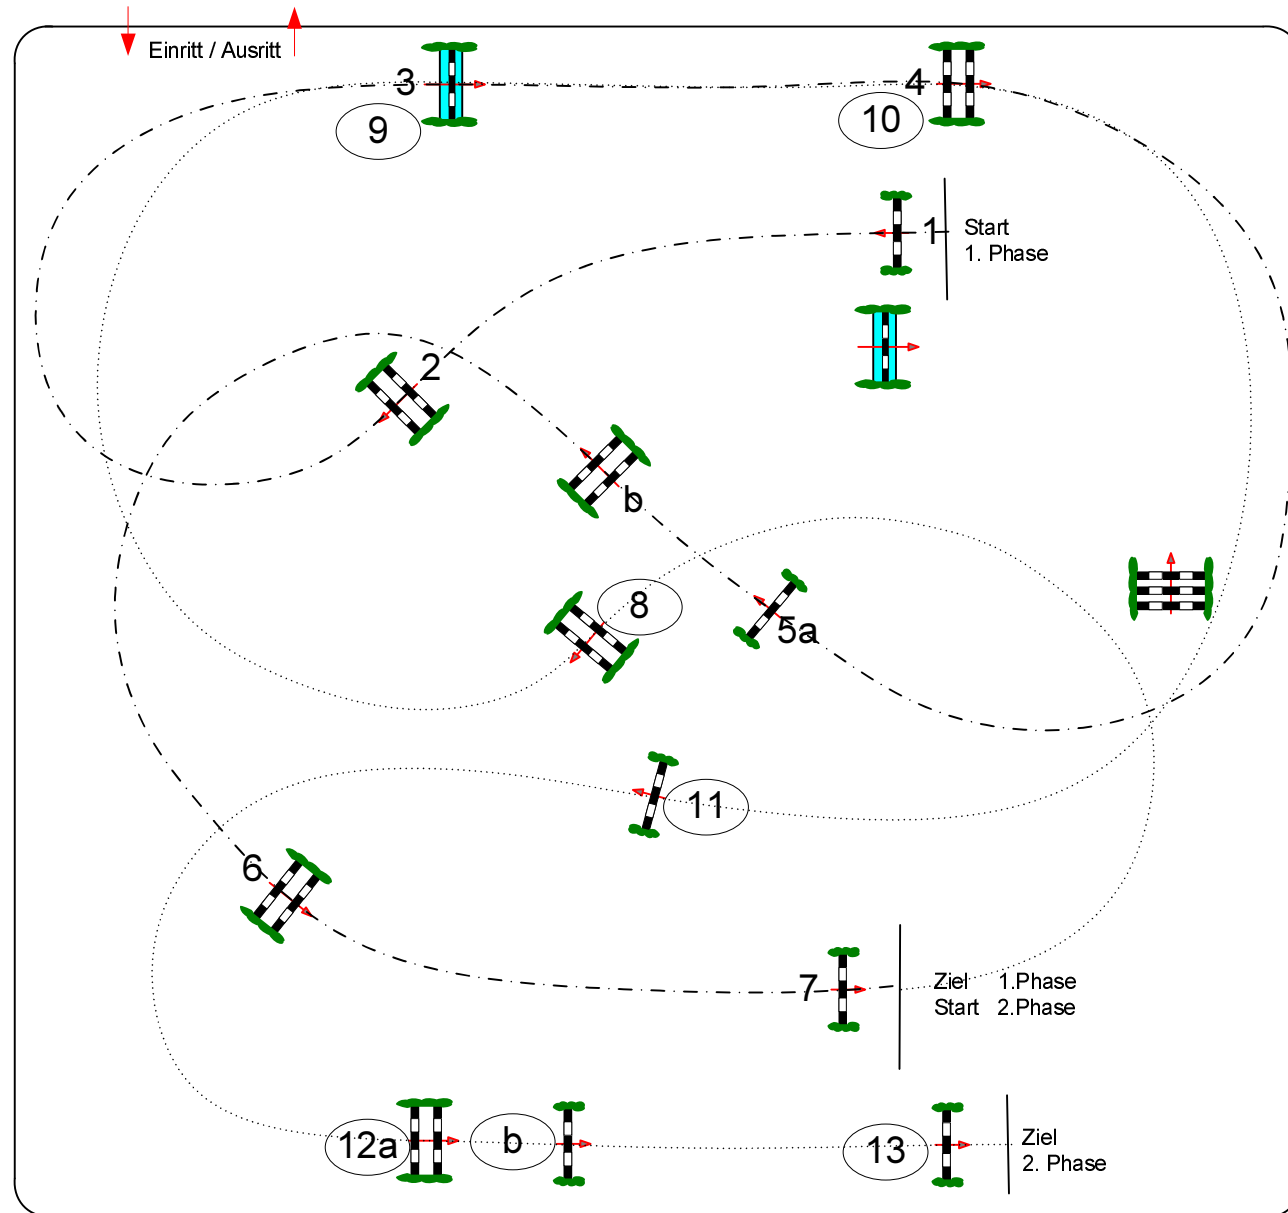 Einritt / Ausritt
3
4
9
10
1
Start
1. Phase
2
b
8
5a
11
6
7
Ziel 1.Phase
Start 2.Phase
12a
b
13
Ziel
2. Phase